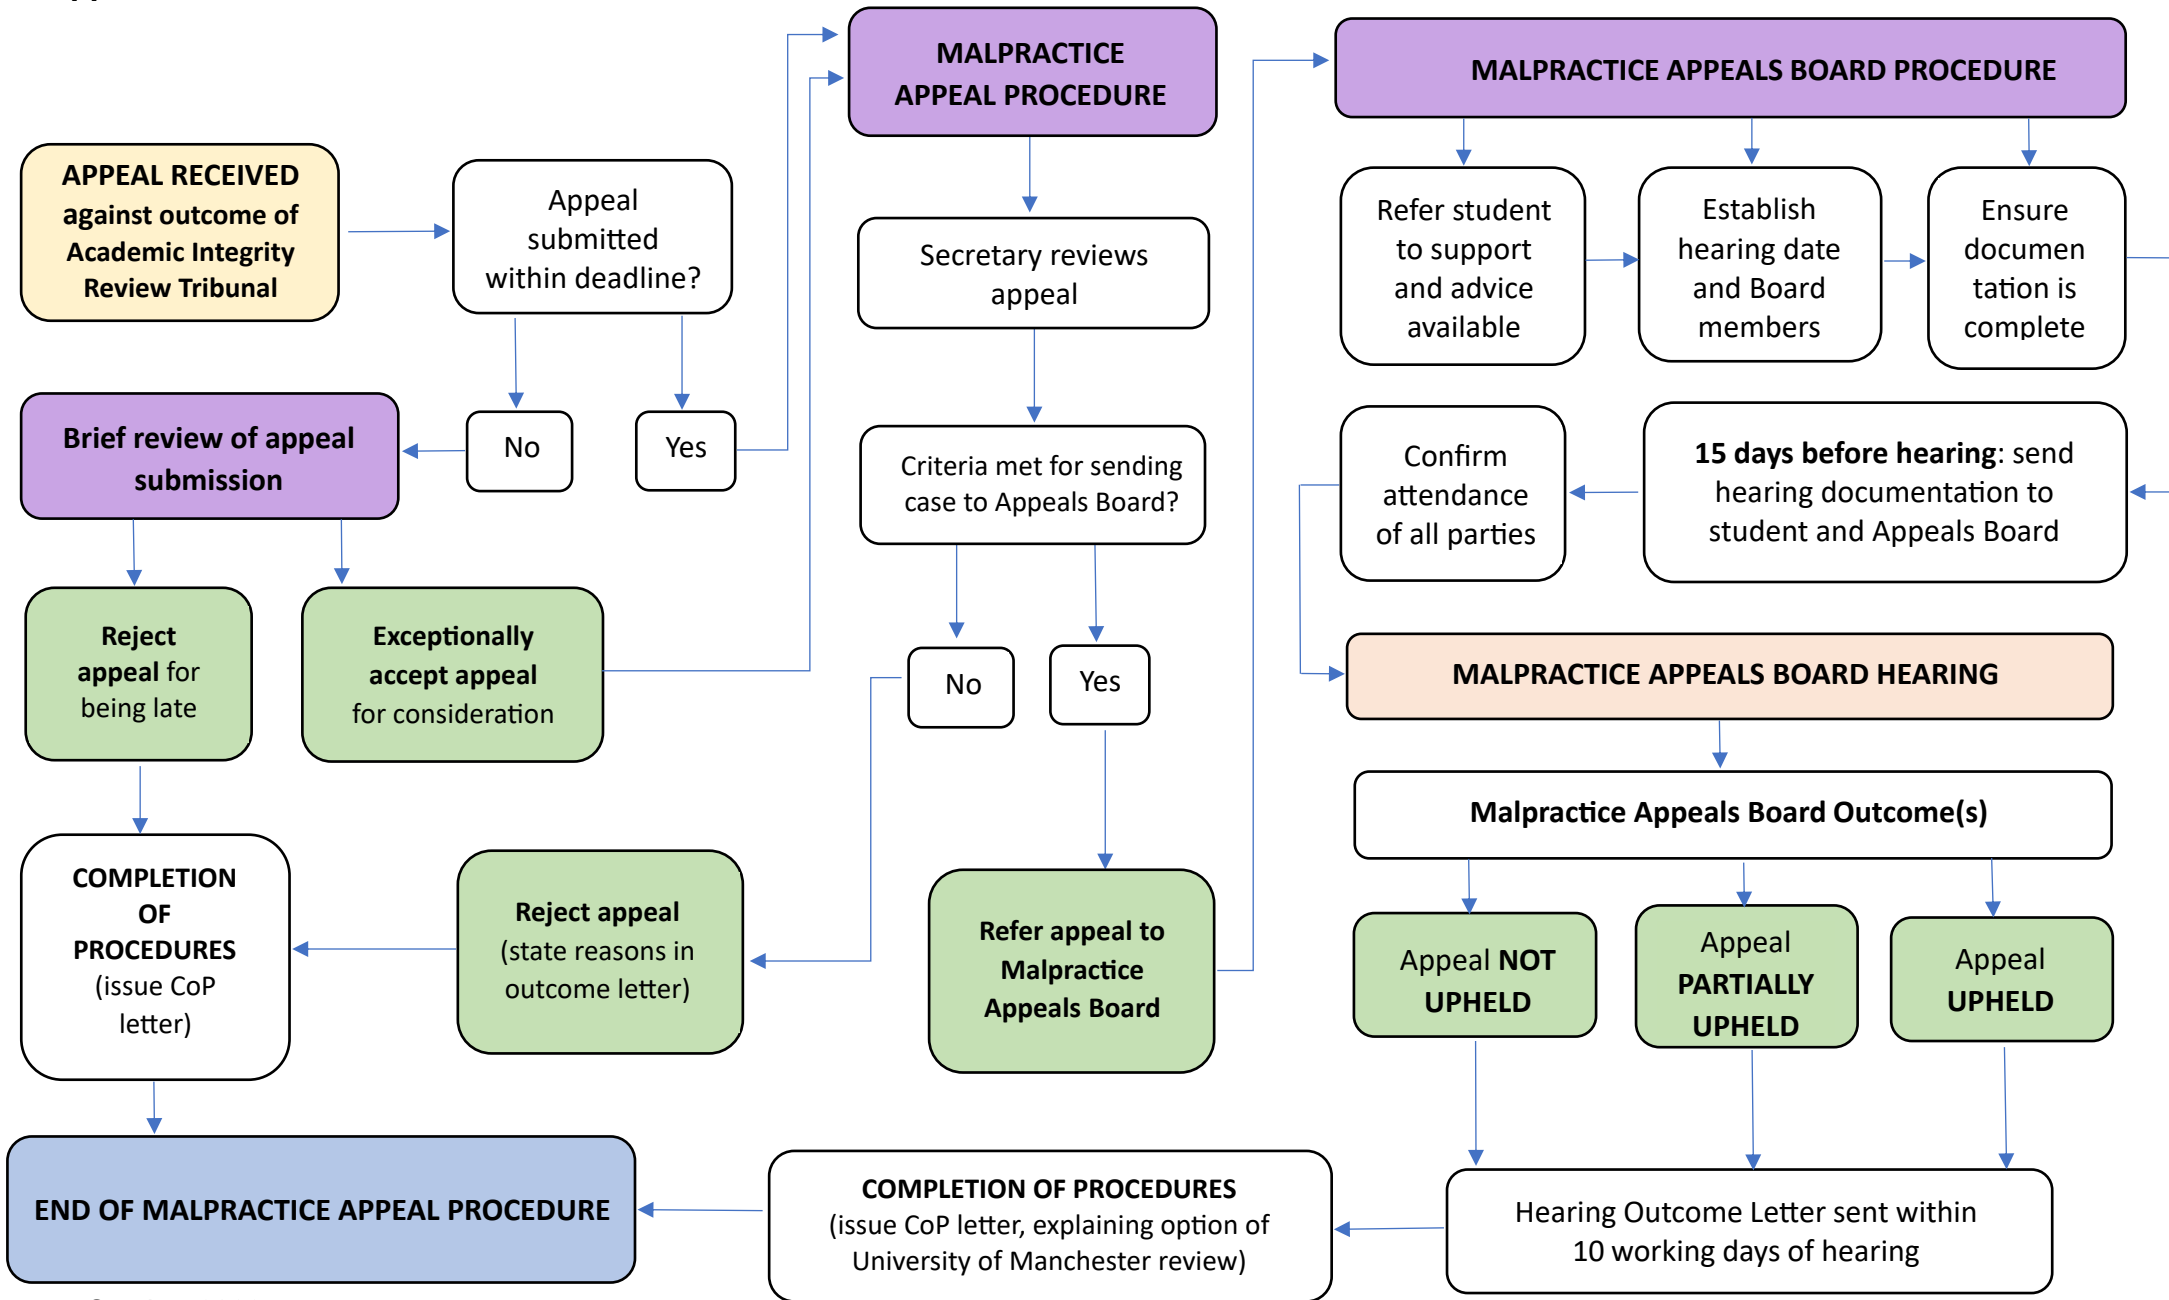 APPEAL RECEIVED
against outcome of
Academic Integrity
Review Tribunal
Appeal
submitted
within deadline?
No
Yes
Brief review of appeal
submission
Reject
appeal for
being late
Exceptionally
accept appeal
for consideration
COMPLETION
OF
PROCEDURES
(issue CoP
letter)
MALPRACTICE
APPEAL PROCEDURE
Secretary reviews
appeal
Criteria met for sending
case to Appeals Board?
No
Yes
Reject appeal
(state reasons in
outcome letter)
Refer appeal to
Malpractice
Appeals Board
MALPRACTICE APPEALS BOARD PROCEDURE
Refer student
to support
and advice
available
Establish
hearing date
and Board
members
Ensure
documen
tation is
complete
15 days before hearing: send
hearing documentation to
student and Appeals Board
Confirm
attendance
of all parties
MALPRACTICE APPEALS BOARD HEARING
Malpractice Appeals Board Outcome(s)
Appeal NOT
UPHELD
Appeal
PARTIALLY
UPHELD
Appeal
UPHELD
Hearing Outcome Letter sent within
10 working days of hearing
COMPLETION OF PROCEDURES
(issue CoP letter, explaining option of
University of Manchester review)
END OF MALPRACTICE APPEAL PROCEDURE